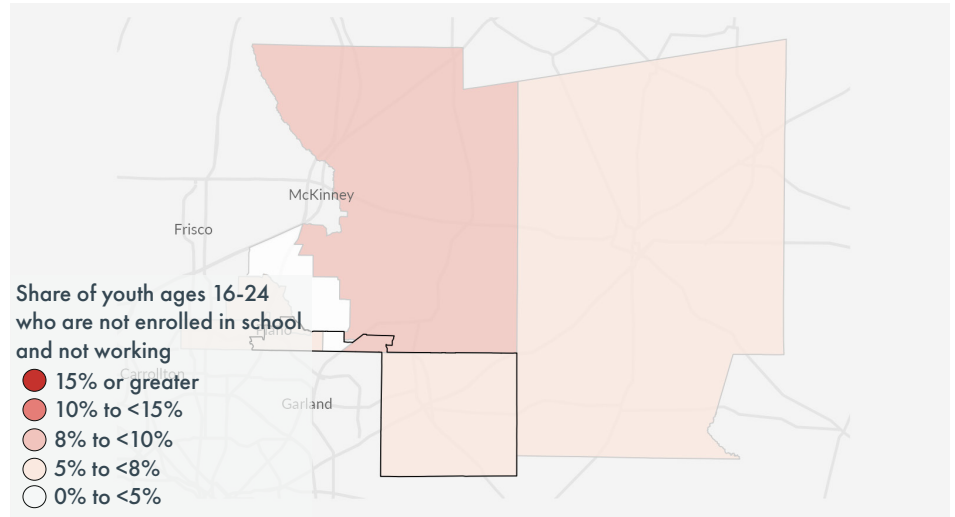 McKinney
Frisco
Share of youth ages 16-24
who are not enrolled in school
Plano
and not working
Carrollton
15% or greater
10% to <15%
Garland
8% to <10%
5% to <8%
0% to <5%